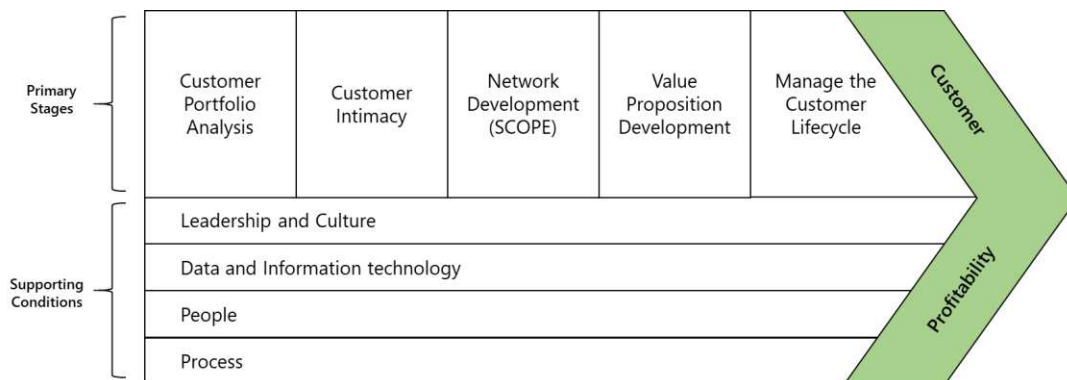 Primary
Stages
Customer
Portfolio
Analysis
Customer
Intimacy
Network
Development
(SCOPE)
Value
Proposition
Development
Manage the
Customer
Lifecycle
Customer
Supporting
Conditions
Leadership and Culture
Data and Information technology
People
Process
Profitability